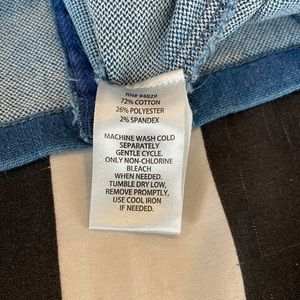 RN# 94829
72% COTTON
26% POLYESTER
2% SPANDEX
MACHINE WASH COLD
SEPARATELY
GENTLE CYCLE.
ONLY NON-CHLORINE
BLEACH
WHEN NEEDED.
TUMBLE DRY LOW,
REMOVE PROMPTLY,
USE COOL IRON
IF NEEDED.